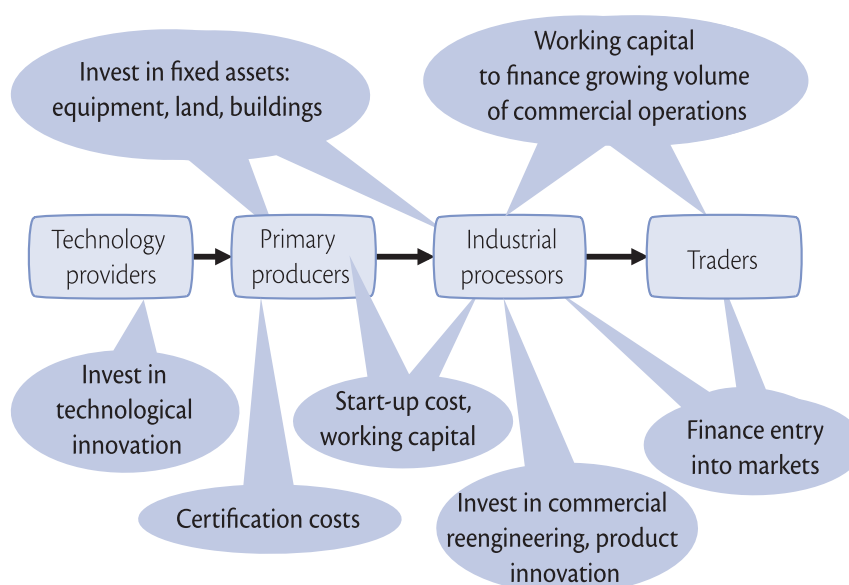 Invest in fixed assets:
equipment, land, buildings
Working capital
to finance growing volume
of commercial operations
Technology
providers
Primary
producers
Industrial
processors
Traders
Invest in
technological
innovation
Start-up cost,
working capital
Finance entry
into markets
Certification costs
Invest in commercial
reengineering, product
innovation